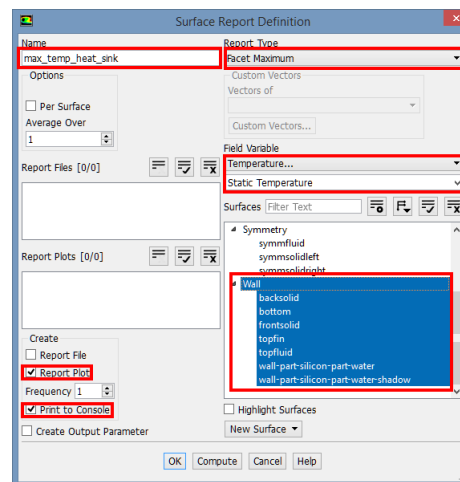 Surface Report Definition
Name
max_temp_heat_sink
Options
Per Surface
Average Over
1
Report Files [0/0]
Report Plots [0/0]
Create
Report File
Report Plot
Frequency 1
Print to Console
Create Output Parameter
Report Type
Facet Maximum
Custom Vectors
Vectors of
Custom Vectors...
Field Variable
Temperature...
Static Temperature
Surfaces Filter Text
Symmetry
symmfluid
symmsolidleft
symmsolidright
Wall
backsolid
bottom
frontsolid
topfin
topfluid
wall-part-silicon-part-water
wall-part-silicon-part-water-shadow
Highlight Surfaces
New Surface
OK Compute Cancel Help